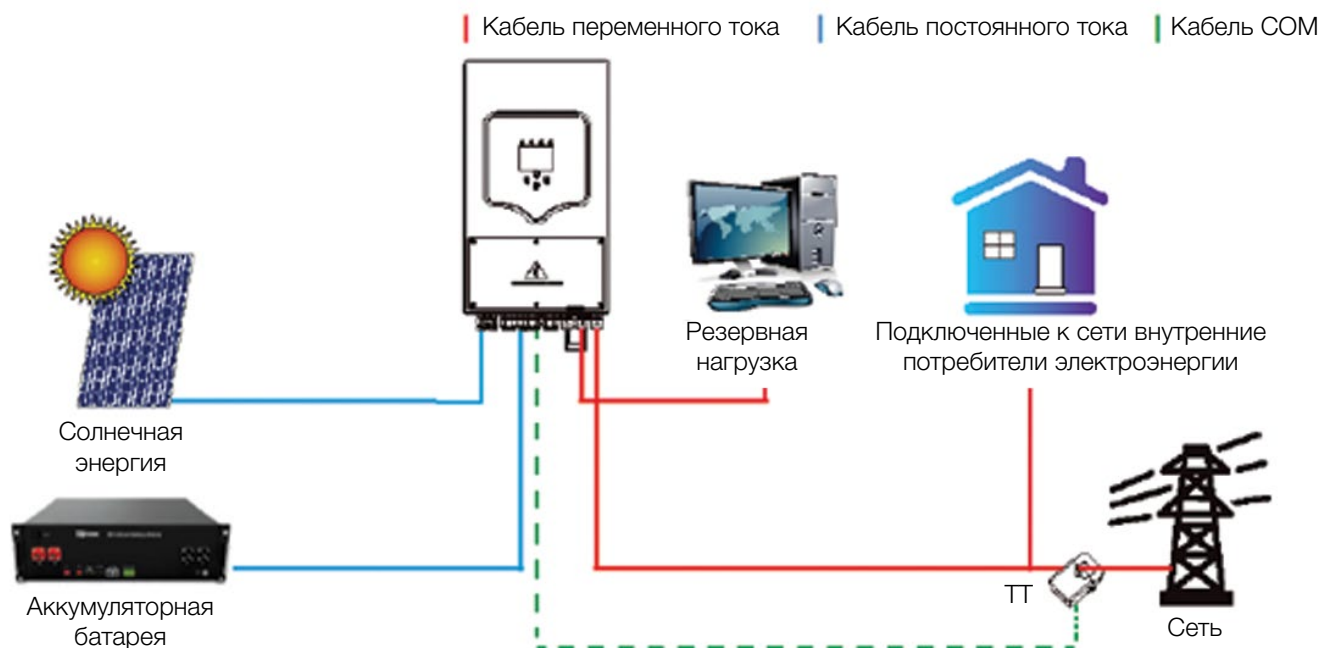 Кабель переменного тока
Кабель постоянного тока
Кабель COM
Резервная
нагрузка
Подключенные к сети внутренние
потребители электроэнергии
Солнечная
энергия
Аккумуляторная
батарея
ТТ
Сеть